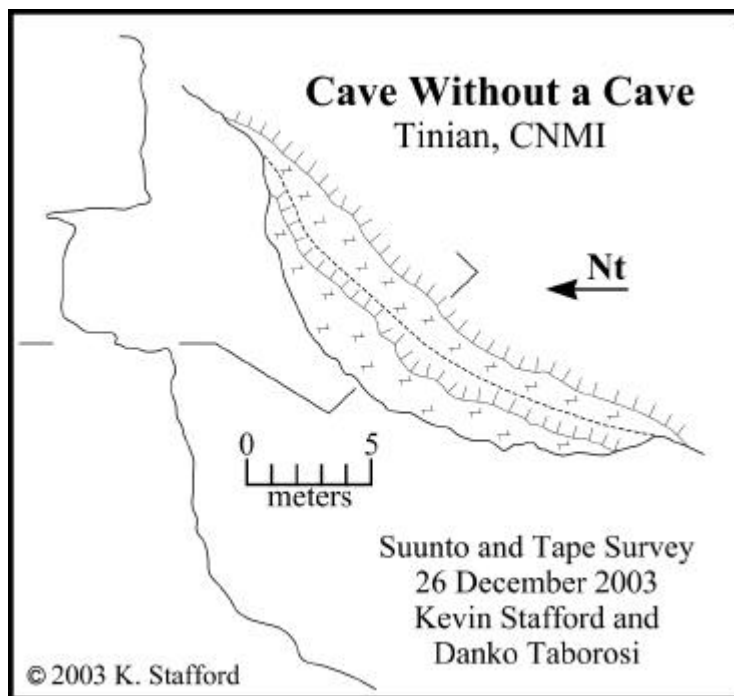 Cave Without a Cave
Tinian, CNMI
Nt
0 5
meters
Suunto and Tape Survey
26 December 2003
Kevin Stafford and
Danko Taborosi
© 2003 K. Stafford